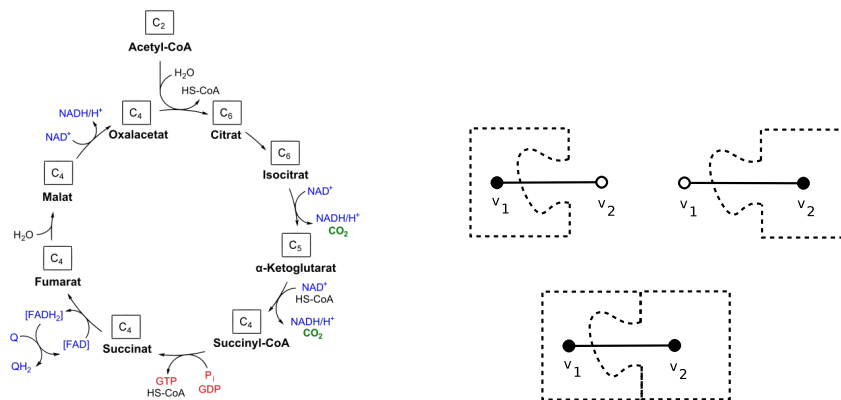 C₂
Acetyl-CoA
H₂O
HS-CoA
C₄
Oxalacetat
C₆
Citrat
C₆
Isocitrat
NAD⁺
NADH/H⁺
CO₂
C₅
α-Ketoglutarat
NAD⁺
HS-CoA
NADH/H⁺
CO₂
C₄
Succinyl-CoA
Pᵢ
GDP
GTP
HS-CoA
C₄
Succinat
[FAD]
[FADH₂]
Q
QH₂
C₄
Fumarat
H₂O
C₄
Malat
NAD⁺
NADH/H⁺
v₁
v₂
v₁
v₂
v₁
v₂